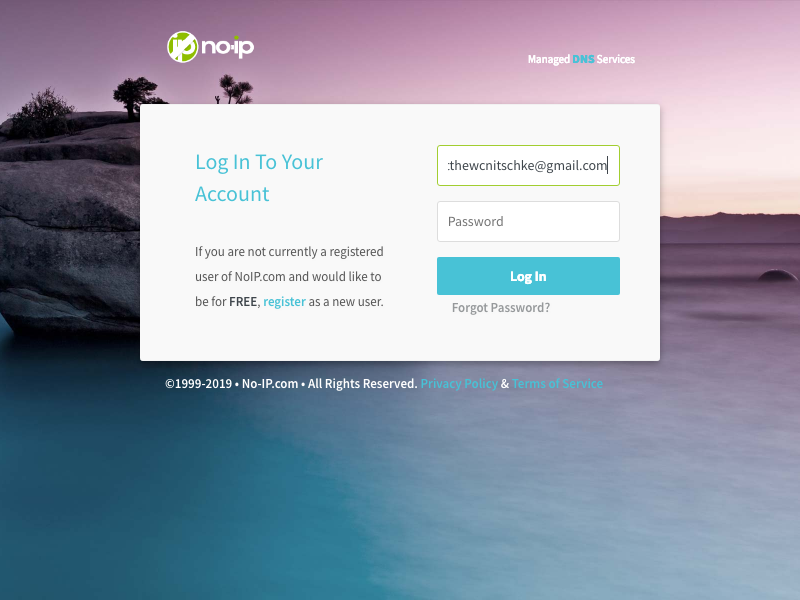 no-ip
Managed DNS Services
Log In To Your
Account
thewcnitschke@gmail.com
Password
If you are not currently a registered
user of NoIP.com and would like to
be for FREE, register as a new user.
Log In
Forgot Password?
©1999-2019 • No-IP.com • All Rights Reserved. Privacy Policy & Terms of Service